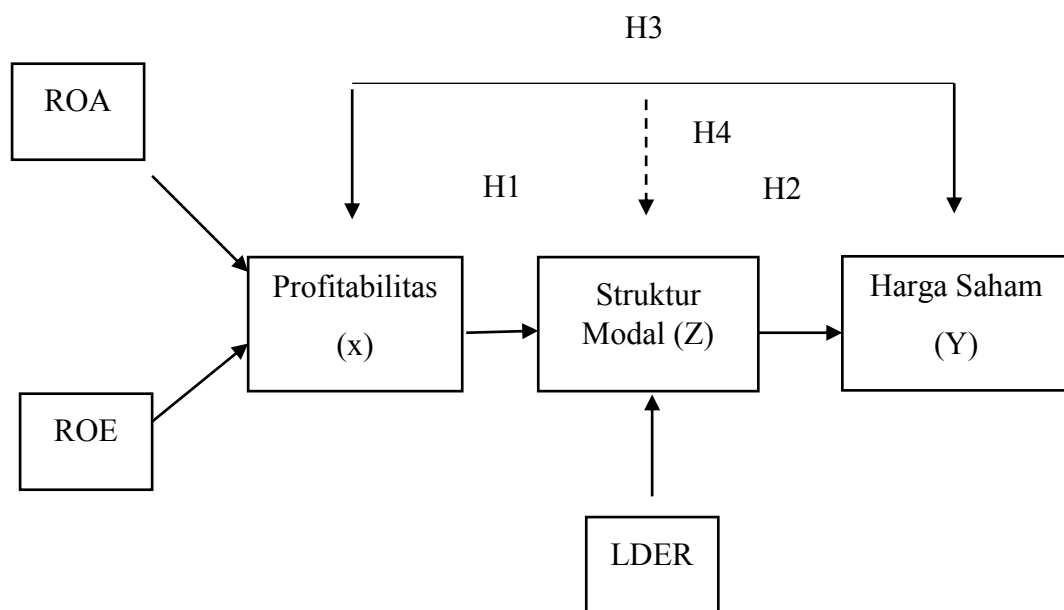 H3
ROA
H4
H1
H2
Profitabilitas
(x)
Struktur
Modal (Z)
Harga Saham
(Y)
ROE
LDER